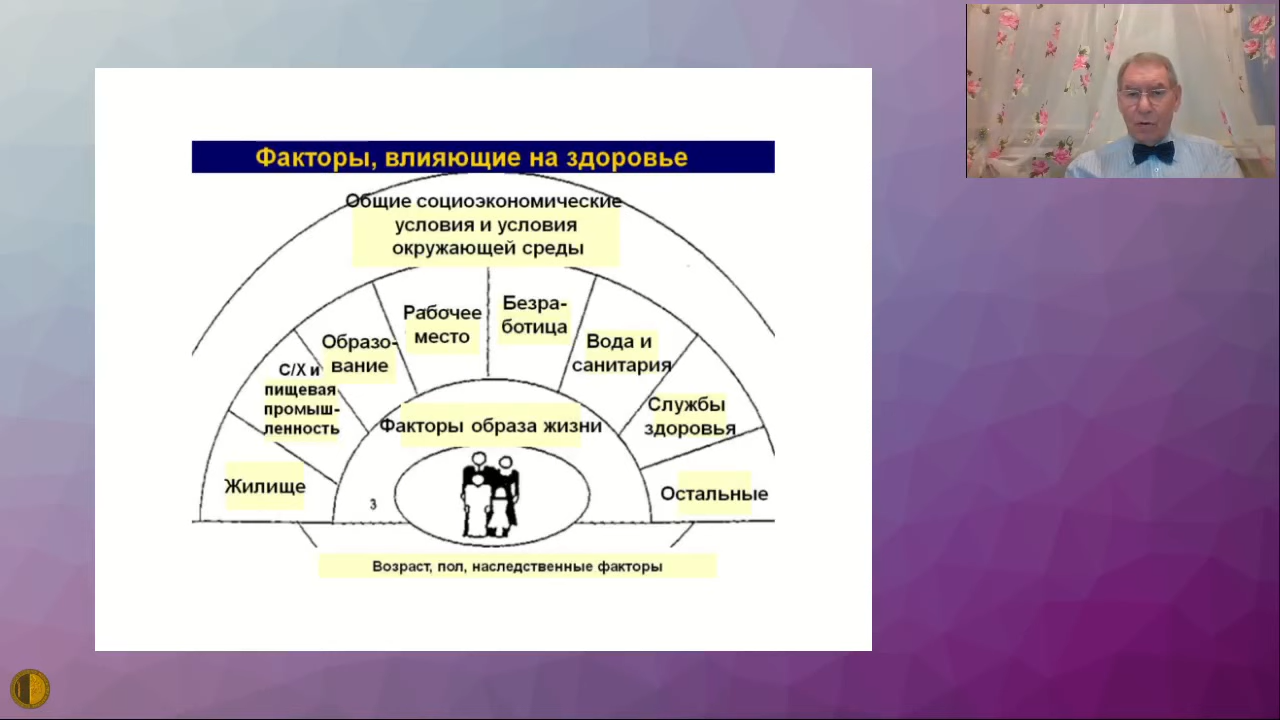 Факторы, влияющие на здоровье
Общие социоэкономические
условия и условия
окружающей среды
Жилище
С/Х и
пищевая
промыш-
ленность
Образо-
вание
Рабочее
место
Безра-
ботица
Вода и
санитария
Службы
здоровья
Остальные
Факторы образа жизни
3
Возраст, пол, наследственные факторы